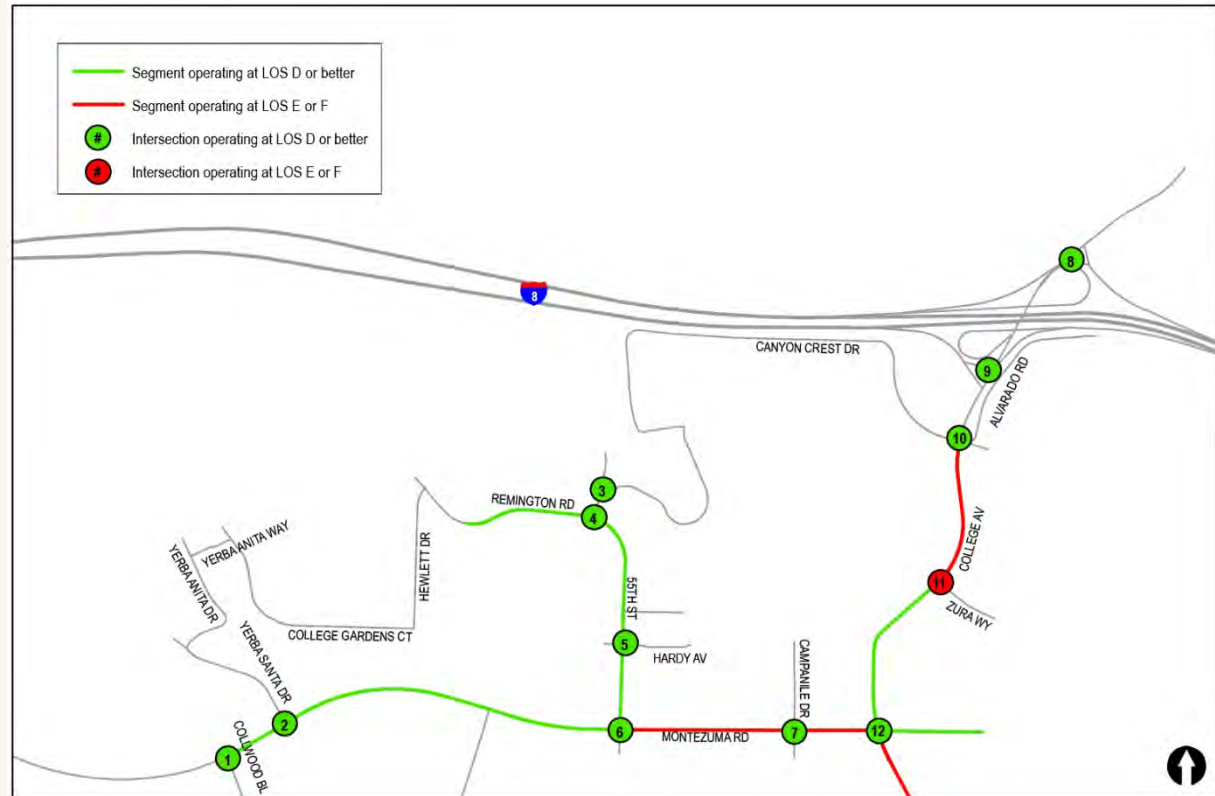 Segment operating at LOS D or better
Segment operating at LOS E or F
# Intersection operating at LOS D or better
# Intersection operating at LOS E or F
8
8
CANYON CREST DR
9
ALVARADO RD
10
3
REMINGTON RD
4
YERBA ANITA WAY
YERBA ANITA DR
HEWLETT DR
55TH ST
COLLEGE AV
11
ZURA WY
COLLEGE GARDENS CT
YERBA SANTA DR
5
HARDY AV
CAMPANILE DR
2
6
7
12
MONTEZUMA RD
1
COLLWOOD BL